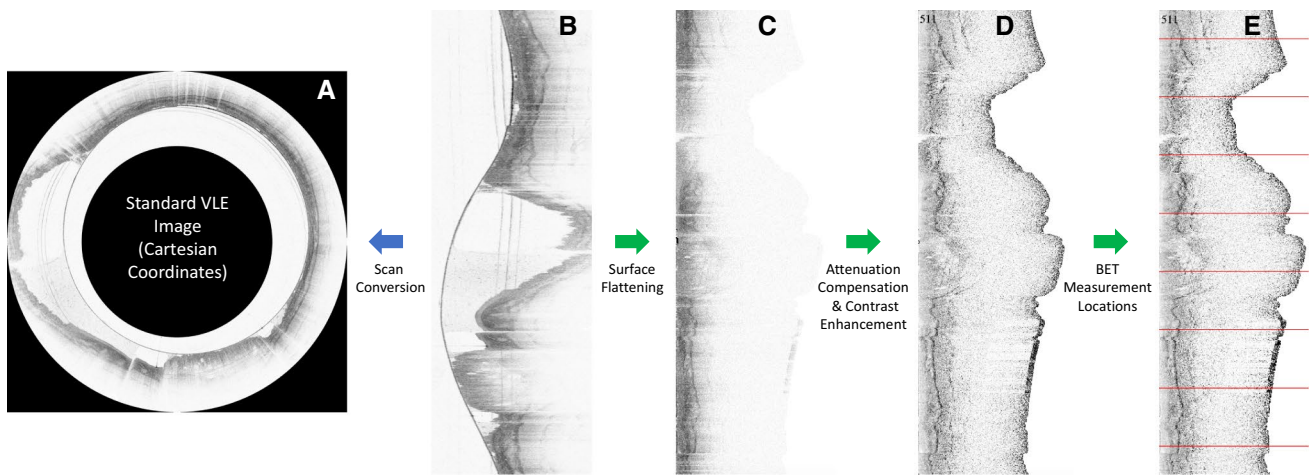 A
Standard VLE
Image
(Cartesian
Coordinates)
Scan
Conversion
B
Surface
Flattening
C
Attenuation
Compensation
& Contrast
Enhancement
511
D
BET
Measurement
Locations
511
E